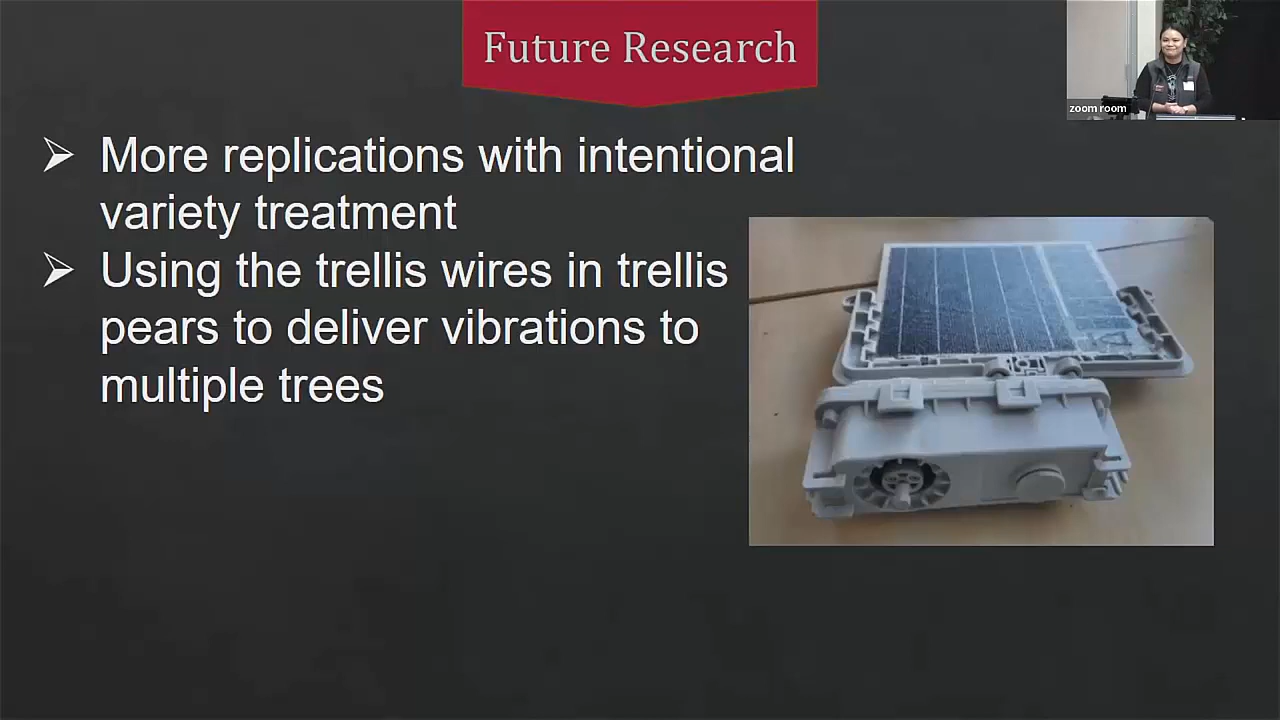 Future Research
zoom room
➢ More replications with intentional
variety treatment
➢ Using the trellis wires in trellis
pears to deliver vibrations to
multiple trees